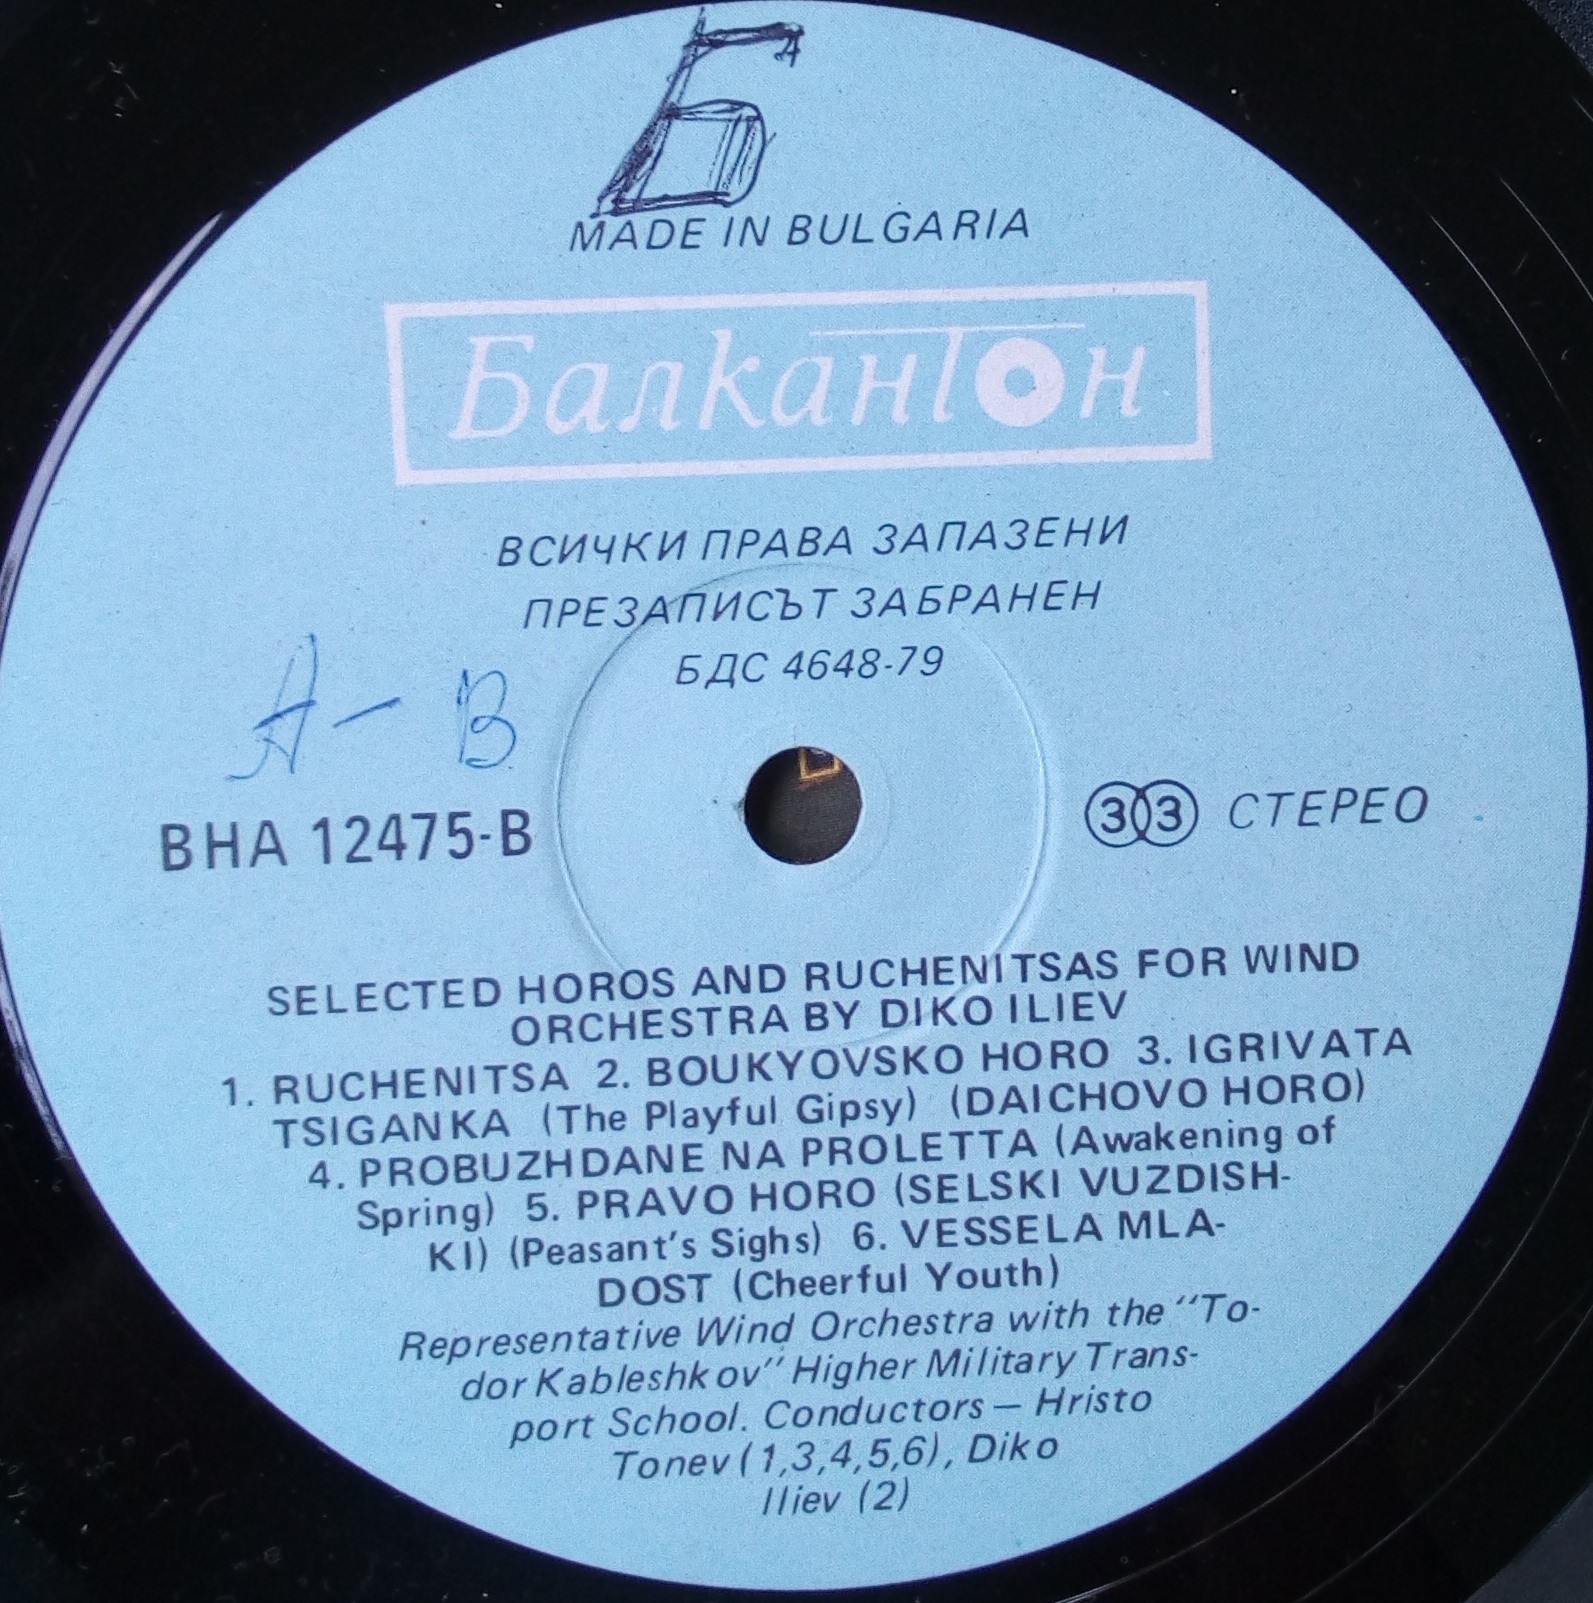 Б
MADE IN BULGARIA
Балкантон
ВСИЧКИ ПРАВА ЗАПАЗЕНИ
ПРЕЗАПИСЪТ ЗАБРАНЕН
БДС 4648-79
A - B
ВНА 12475-В
33 СТЕРЕО
SELECTED HOROS AND RUCHENITSAS FOR WIND
ORCHESTRA BY DIKO ILIEV
1. RUCHENITSA 2. BOUKYOVSKO HORO 3. IGRIVATA
TSIGANKA (The Playful Gipsy) (DAICHOVO HORO)
4. PROBUZHDANE NA PROLETTA (Awakening of
Spring) 5. PRAVO HORO (SELSKI VUZDISH-
KI) (Peasant's Sighs) 6. VESSELA MLA-
DOST (Cheerful Youth)
Representative Wind Orchestra with the "To-
dor Kableshkov" Higher Military Trans-
port School. Conductors — Hristo
Tonev (1,3,4,5,6), Diko
Iliev (2)